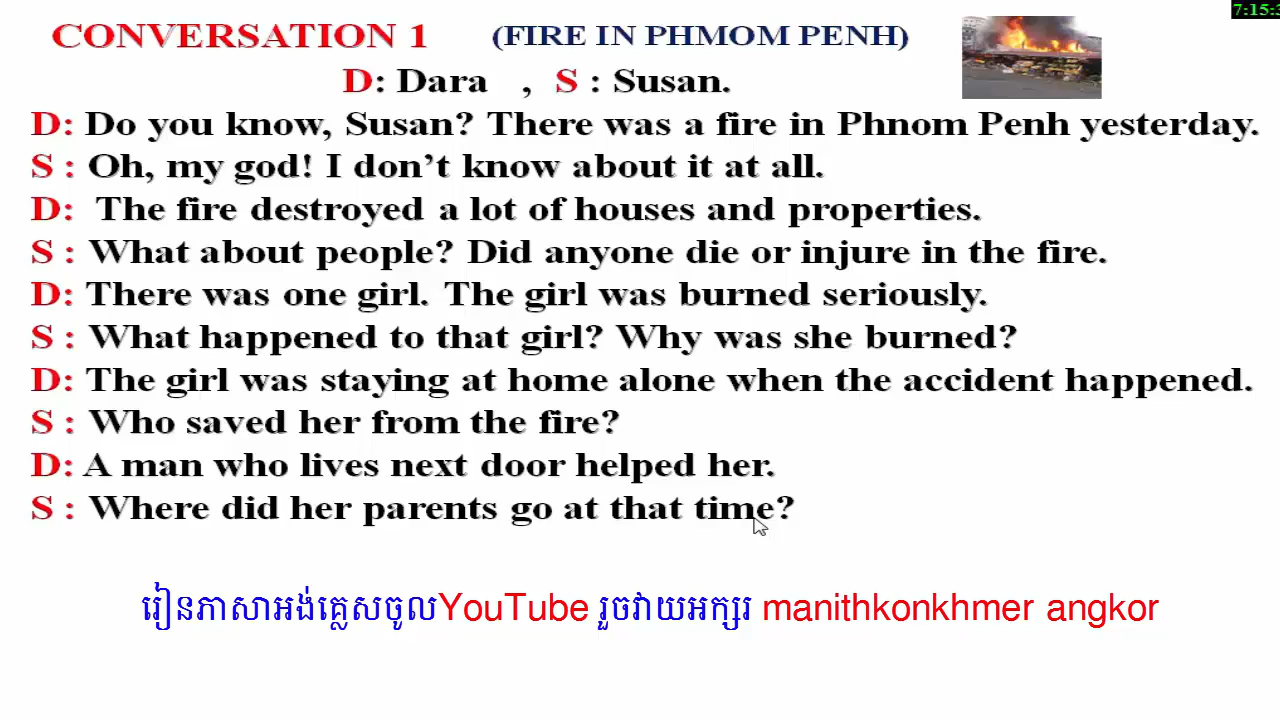 7:15:3
CONVERSATION 1 (FIRE IN PHMOM PENH)
D: Dara , S : Susan.
D: Do you know, Susan? There was a fire in Phnom Penh yesterday.
S : Oh, my god! I don’t know about it at all.
D: The fire destroyed a lot of houses and properties.
S : What about people? Did anyone die or injure in the fire.
D: There was one girl. The girl was burned seriously.
S : What happened to that girl? Why was she burned?
D: The girl was staying at home alone when the accident happened.
S : Who saved her from the fire?
D: A man who lives next door helped her.
S : Where did her parents go at that time?
រៀនភាសាអង់គ្លេសចូលYouTube រួចវាយអក្សរ manithkonkhmer angkor